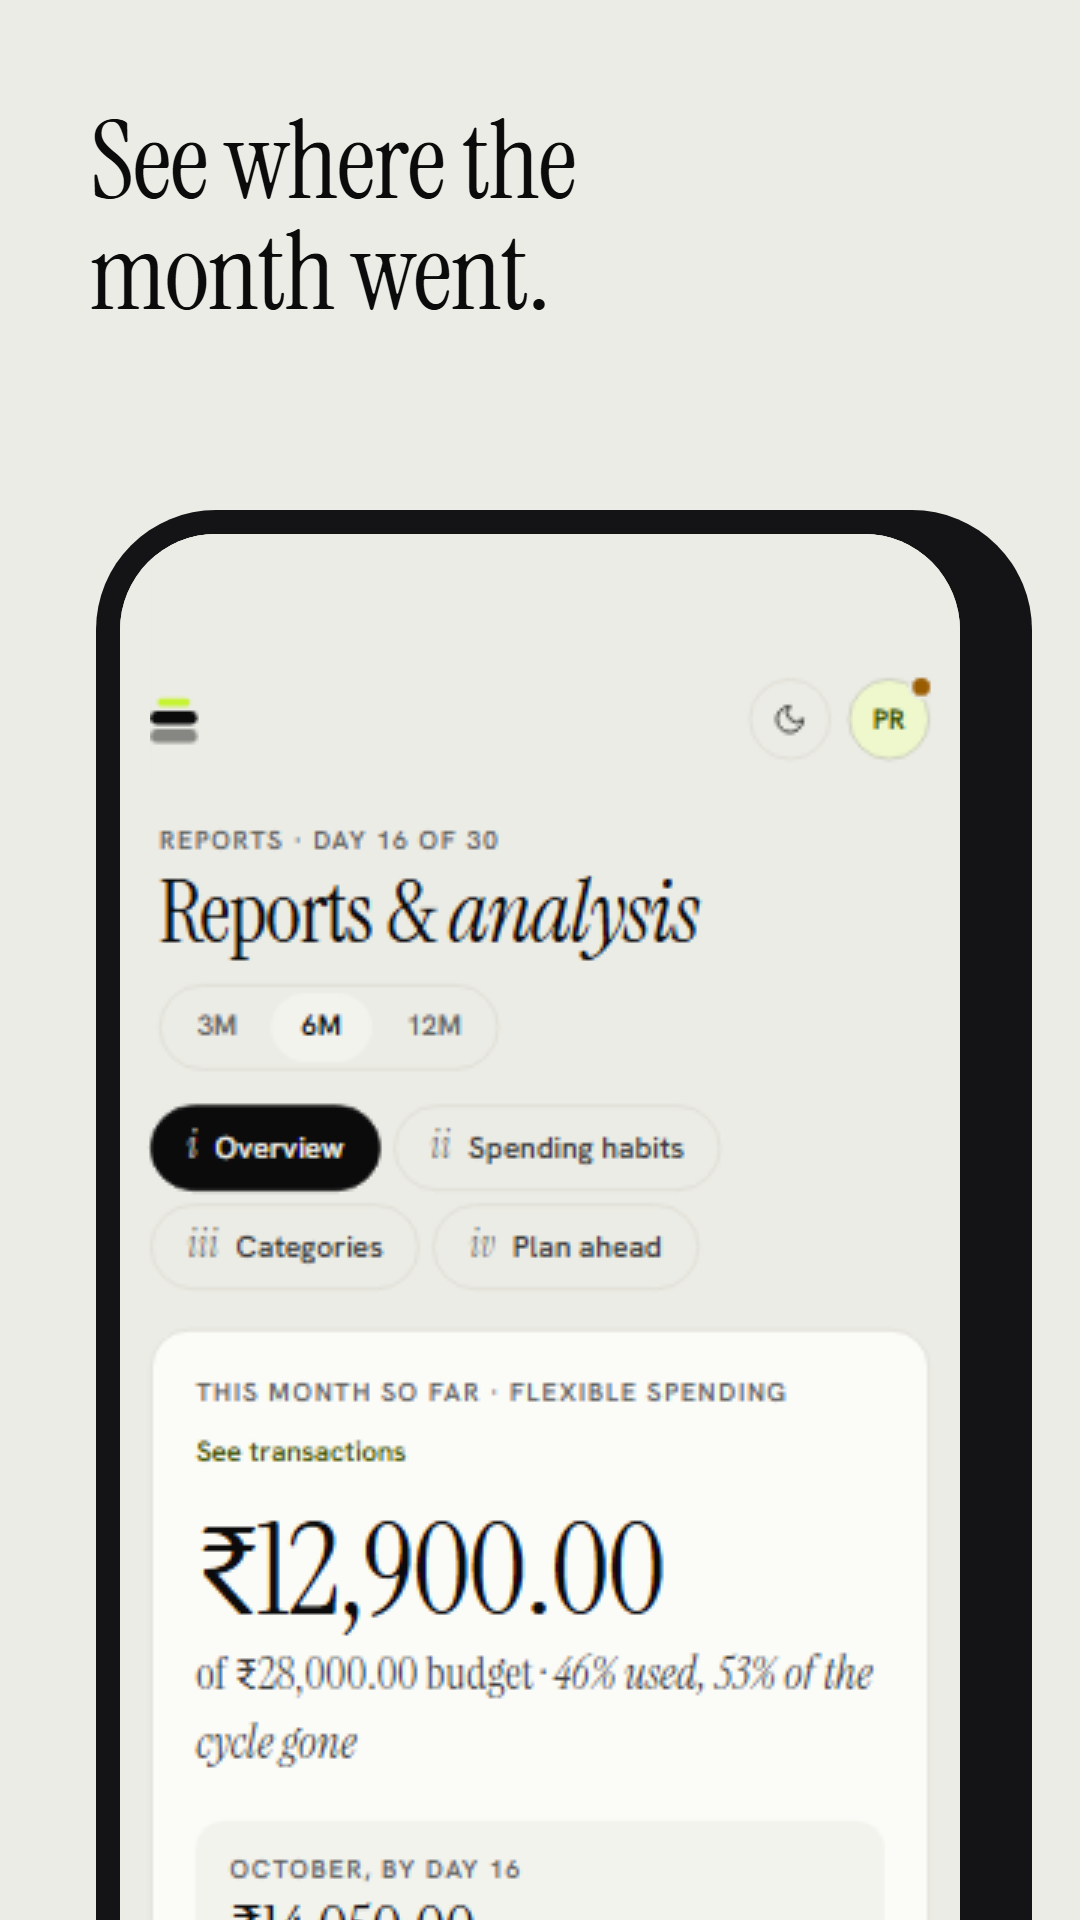 See where the
month went.
PR
REPORTS · DAY 16 OF 30
Reports & analysis
3M 6M 12M
i Overview ii Spending habits
iii Categories iv Plan ahead
THIS MONTH SO FAR · FLEXIBLE SPENDING
See transactions
₹12,900.00
of ₹28,000.00 budget · 46% used, 53% of the
cycle gone
OCTOBER, BY DAY 16